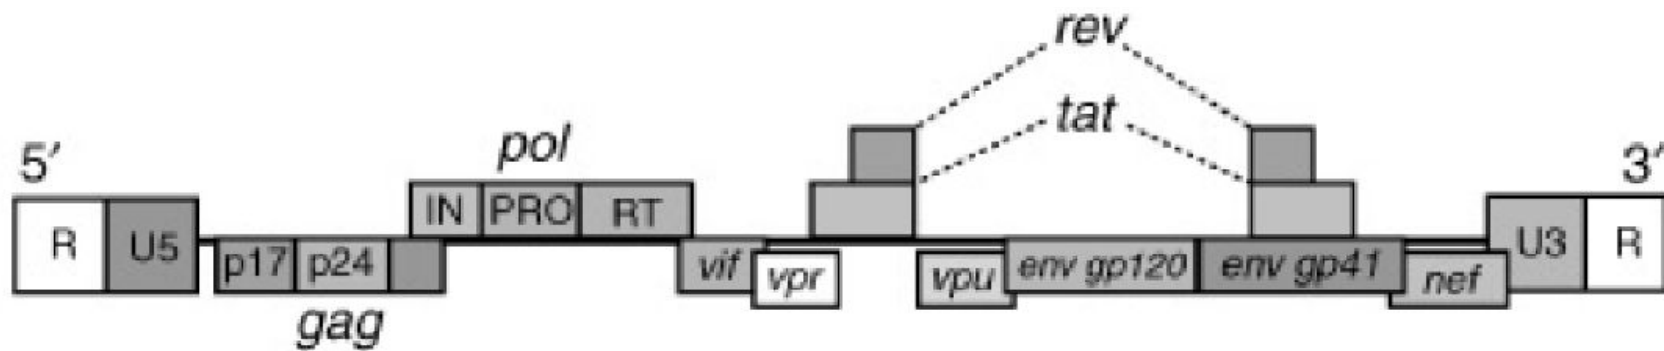 rev
tat
pol
5′
3′
IN PRO RT
R U5
U3 R
p17 p24
vif
vpr
vpu
env gp120
env gp41
nef
gag